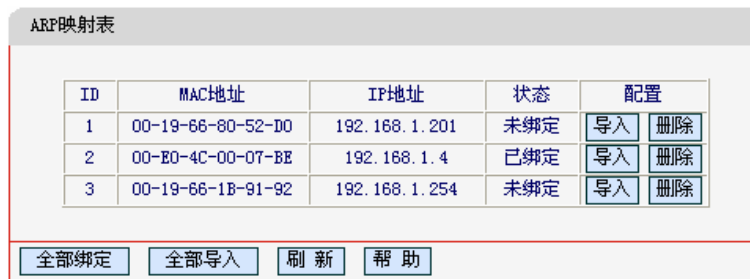 ARP映射表
ID MAC地址 IP地址 状态 配置
1 00-19-66-80-52-D0 192.168.1.201 未绑定 导入 删除
2 00-E0-4C-00-07-BE 192.168.1.4 已绑定 导入 删除
3 00-19-66-1B-91-92 192.168.1.254 未绑定 导入 删除
全部绑定 全部导入 刷 新 帮 助